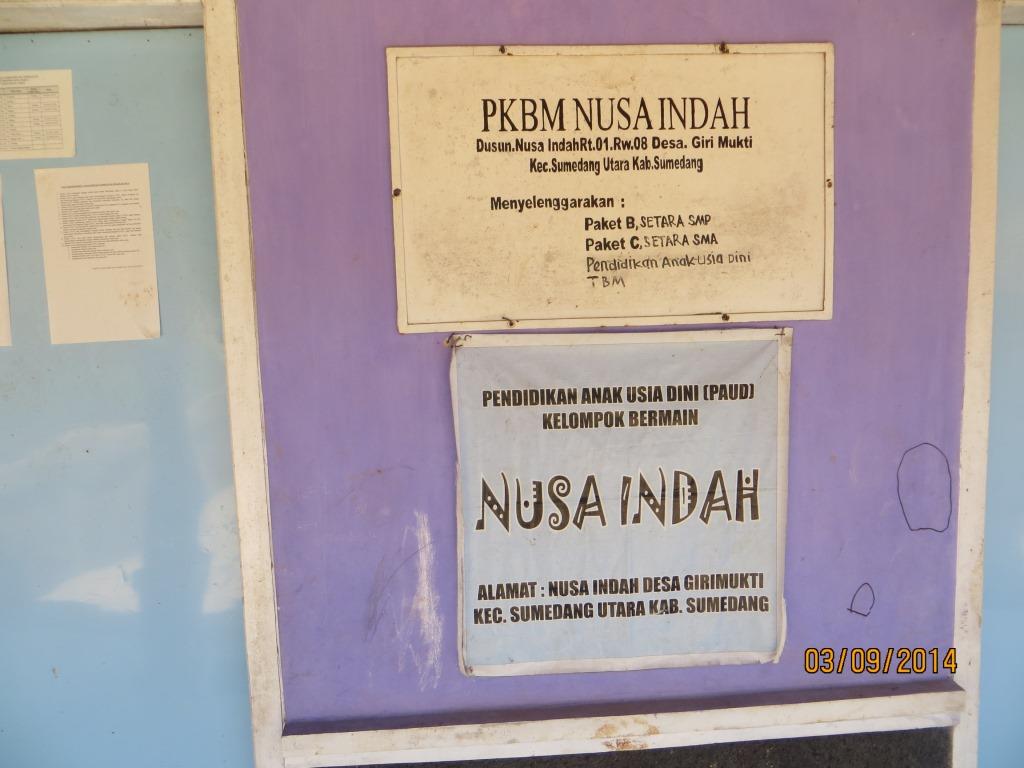 PKBM NUSA INDAH
Dusun.Nusa IndahRt.01.Rw.08 Desa. Giri Mukti
Kec.Sumedang Utara Kab.Sumedang
Menyelenggarakan :
Paket B,SETARA SMP
Paket C,SETARA SMA
Pendidikan Anak Usia Dini
TBM
PENDIDIKAN ANAK USIA DINI (PAUD)
KELOMPOK BERMAIN
NUSA INDAH
ALAMAT : NUSA INDAH DESA GIRIMUKTI
KEC. SUMEDANG UTARA KAB. SUMEDANG
03/09/2014